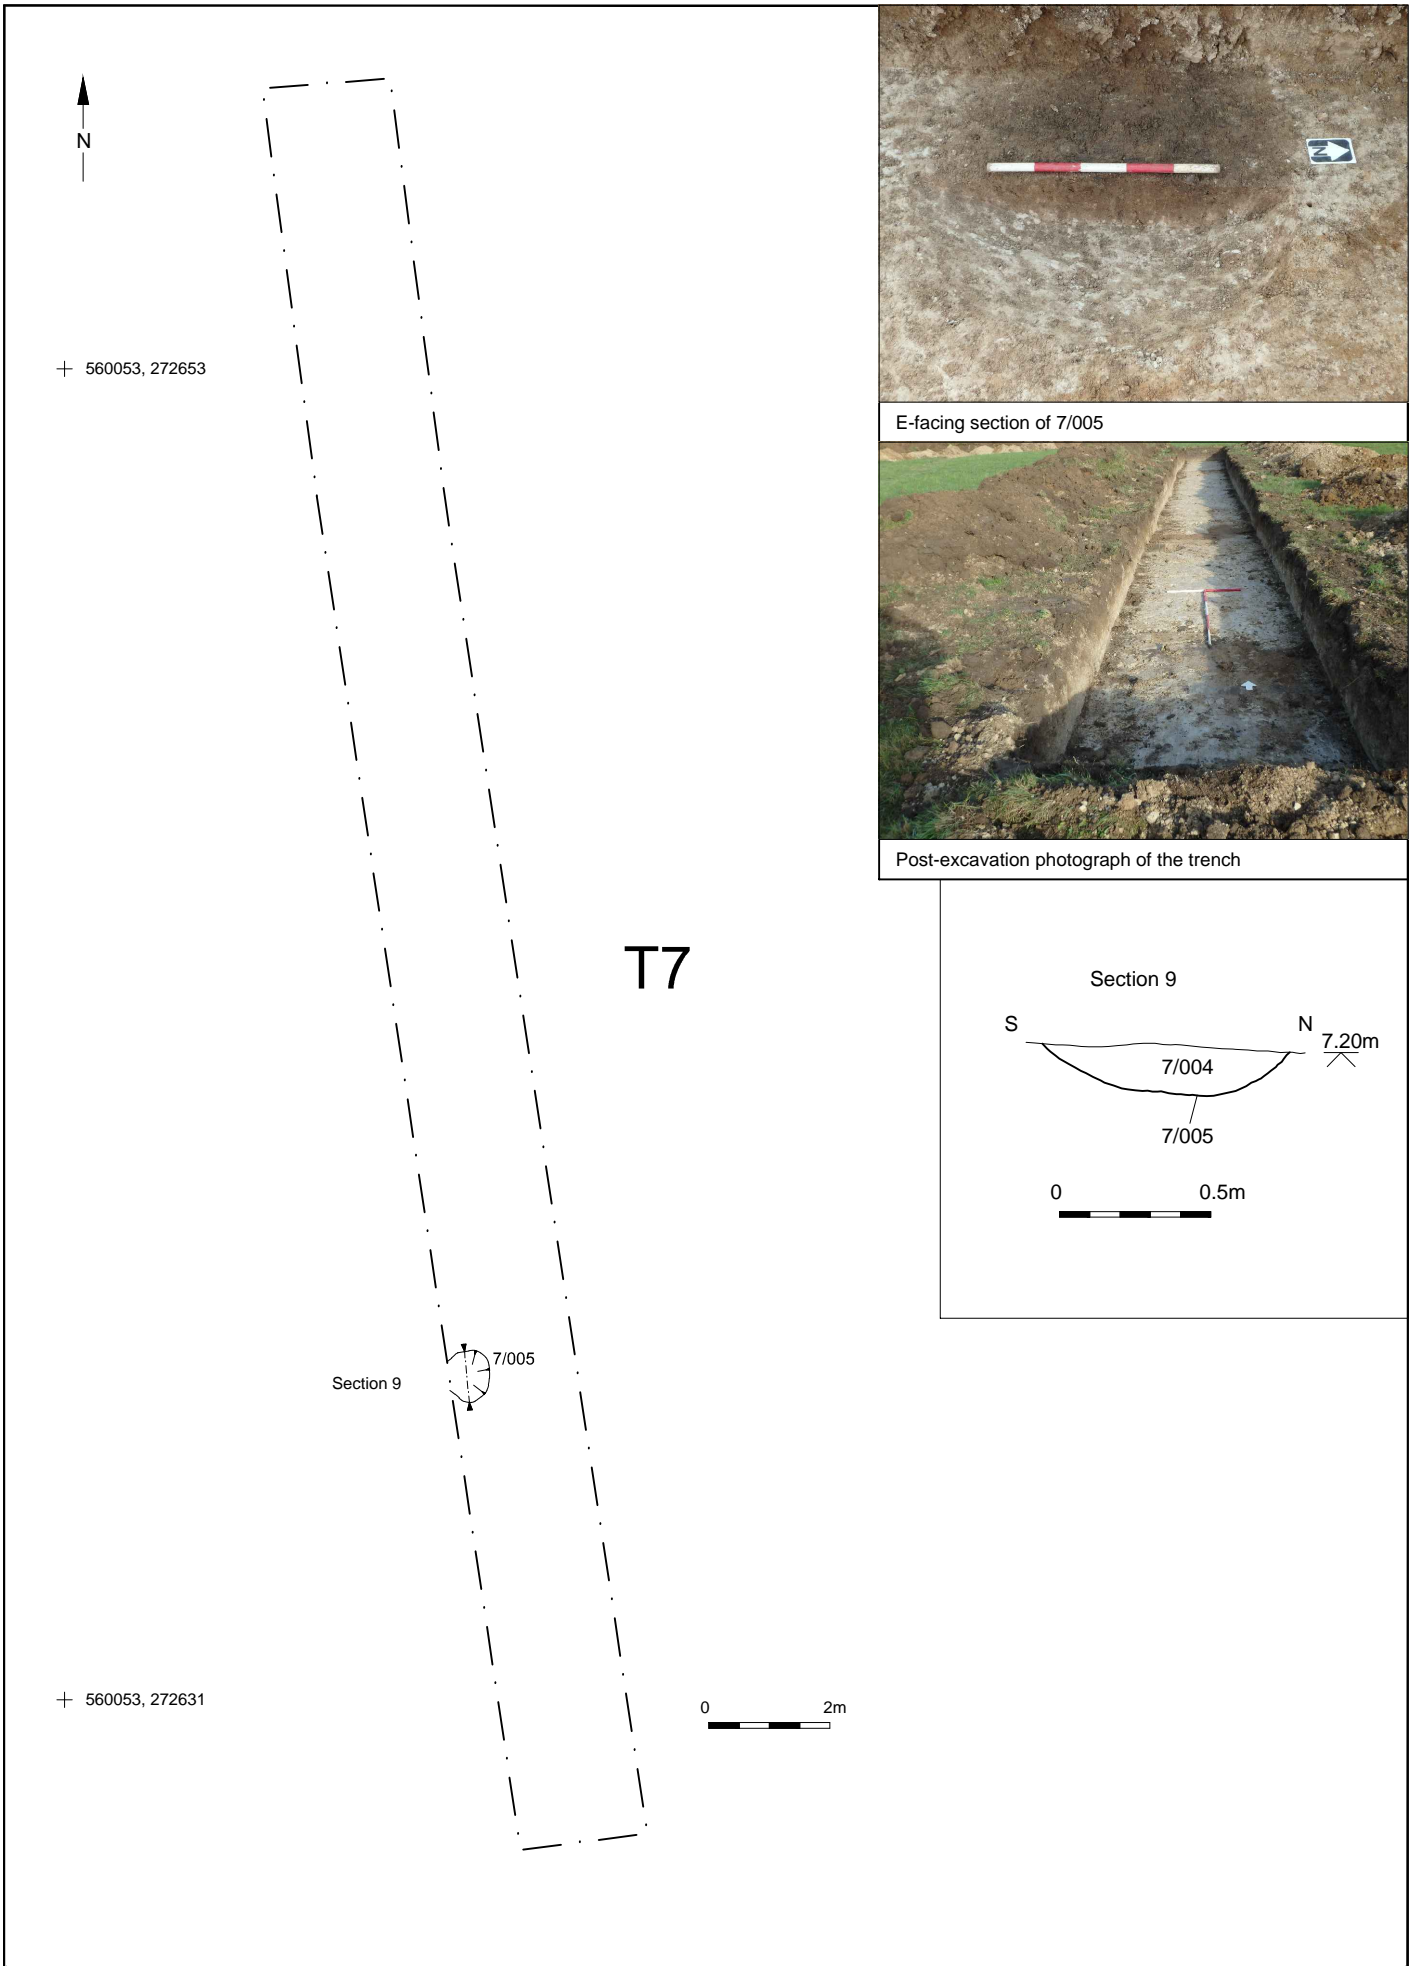 N
560053, 272653
E-facing section of 7/005
Post-excavation photograph of the trench
T7
Section 9
S
N
7.20m
7/004
7/005
0 0.5m
7/005
Section 9
560053, 272631
0 2m
N